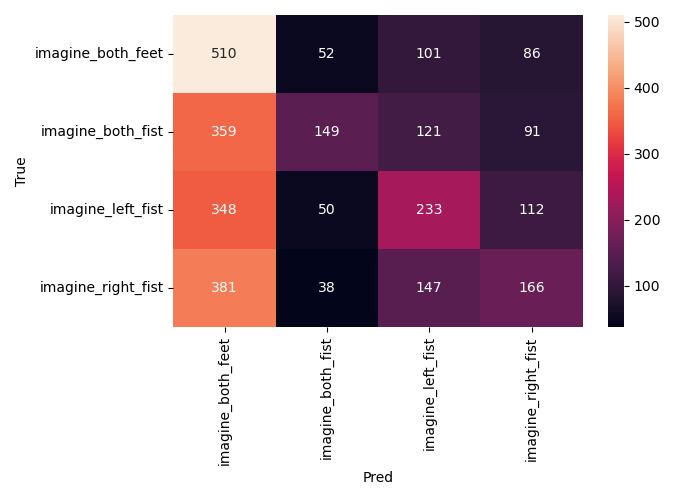 imagine_both_feet 510 52 101 86
imagine_both_fist 359 149 121 91
imagine_left_fist 348 50 233 112
imagine_right_fist 381 38 147 166
True
imagine_both_feet
imagine_both_fist
imagine_left_fist
imagine_right_fist
Pred
500
400
300
200
100